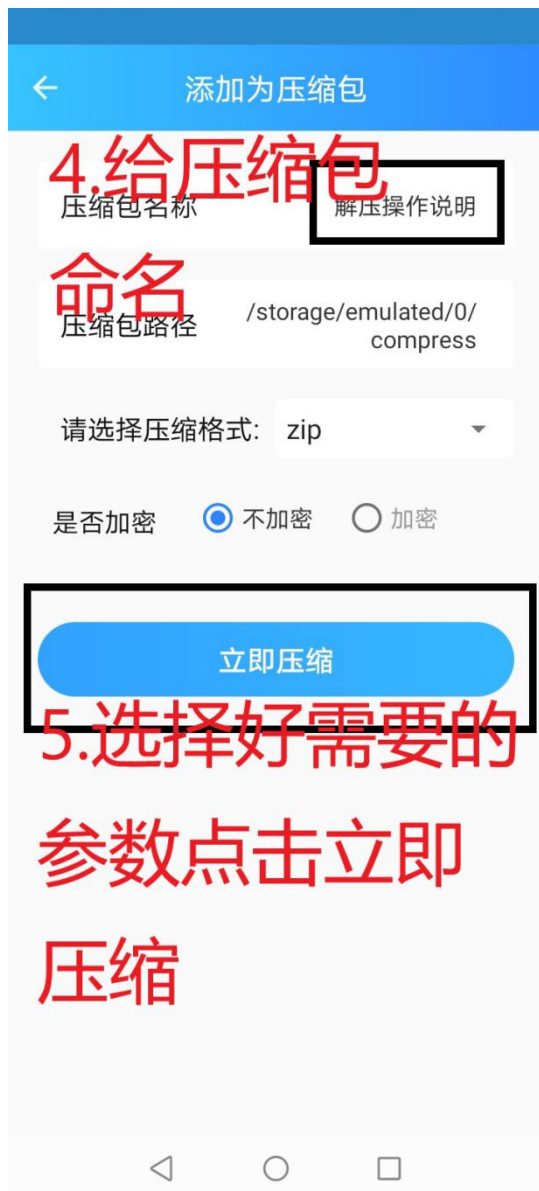 添加为压缩包
4.给压缩包
压缩包名称
解压操作说明
命名
压缩包路径
/storage/emulated/0/
compress
请选择压缩格式: zip
是否加密 不加密 加密
立即压缩
5.选择好需要的
参数点击立即
压缩